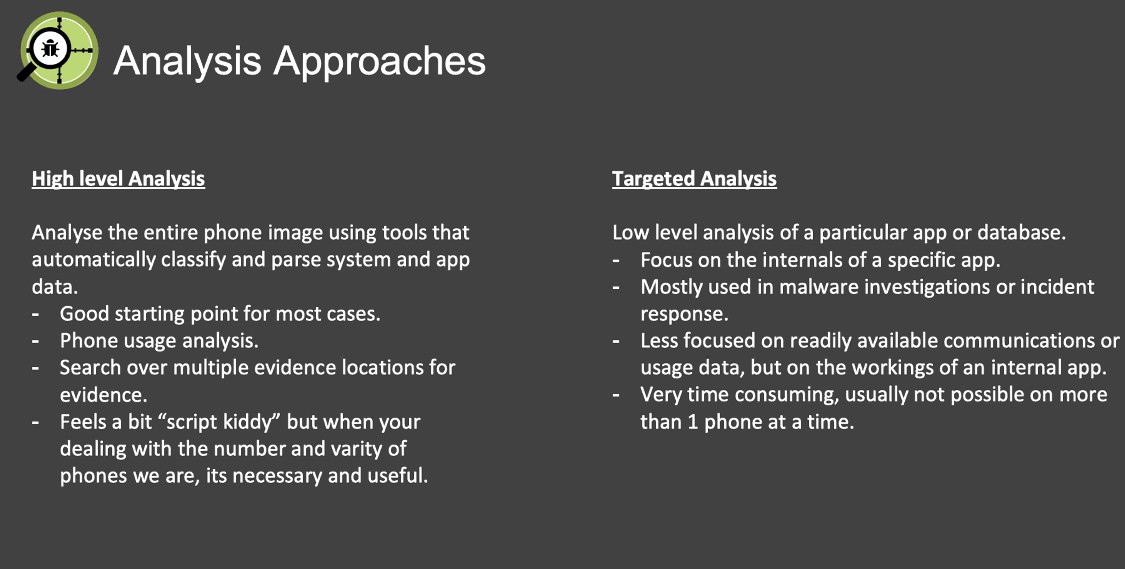 Analysis Approaches
High level Analysis
Analyse the entire phone image using tools that
automatically classify and parse system and app
data.
- Good starting point for most cases.
- Phone usage analysis.
- Search over multiple evidence locations for
evidence.
- Feels a bit “script kiddy” but when your
dealing with the number and varity of
phones we are, its necessary and useful.
Targeted Analysis
Low level analysis of a particular app or database.
- Focus on the internals of a specific app.
- Mostly used in malware investigations or incident
response.
- Less focused on readily available communications or
usage data, but on the workings of an internal app.
- Very time consuming, usually not possible on more
than 1 phone at a time.